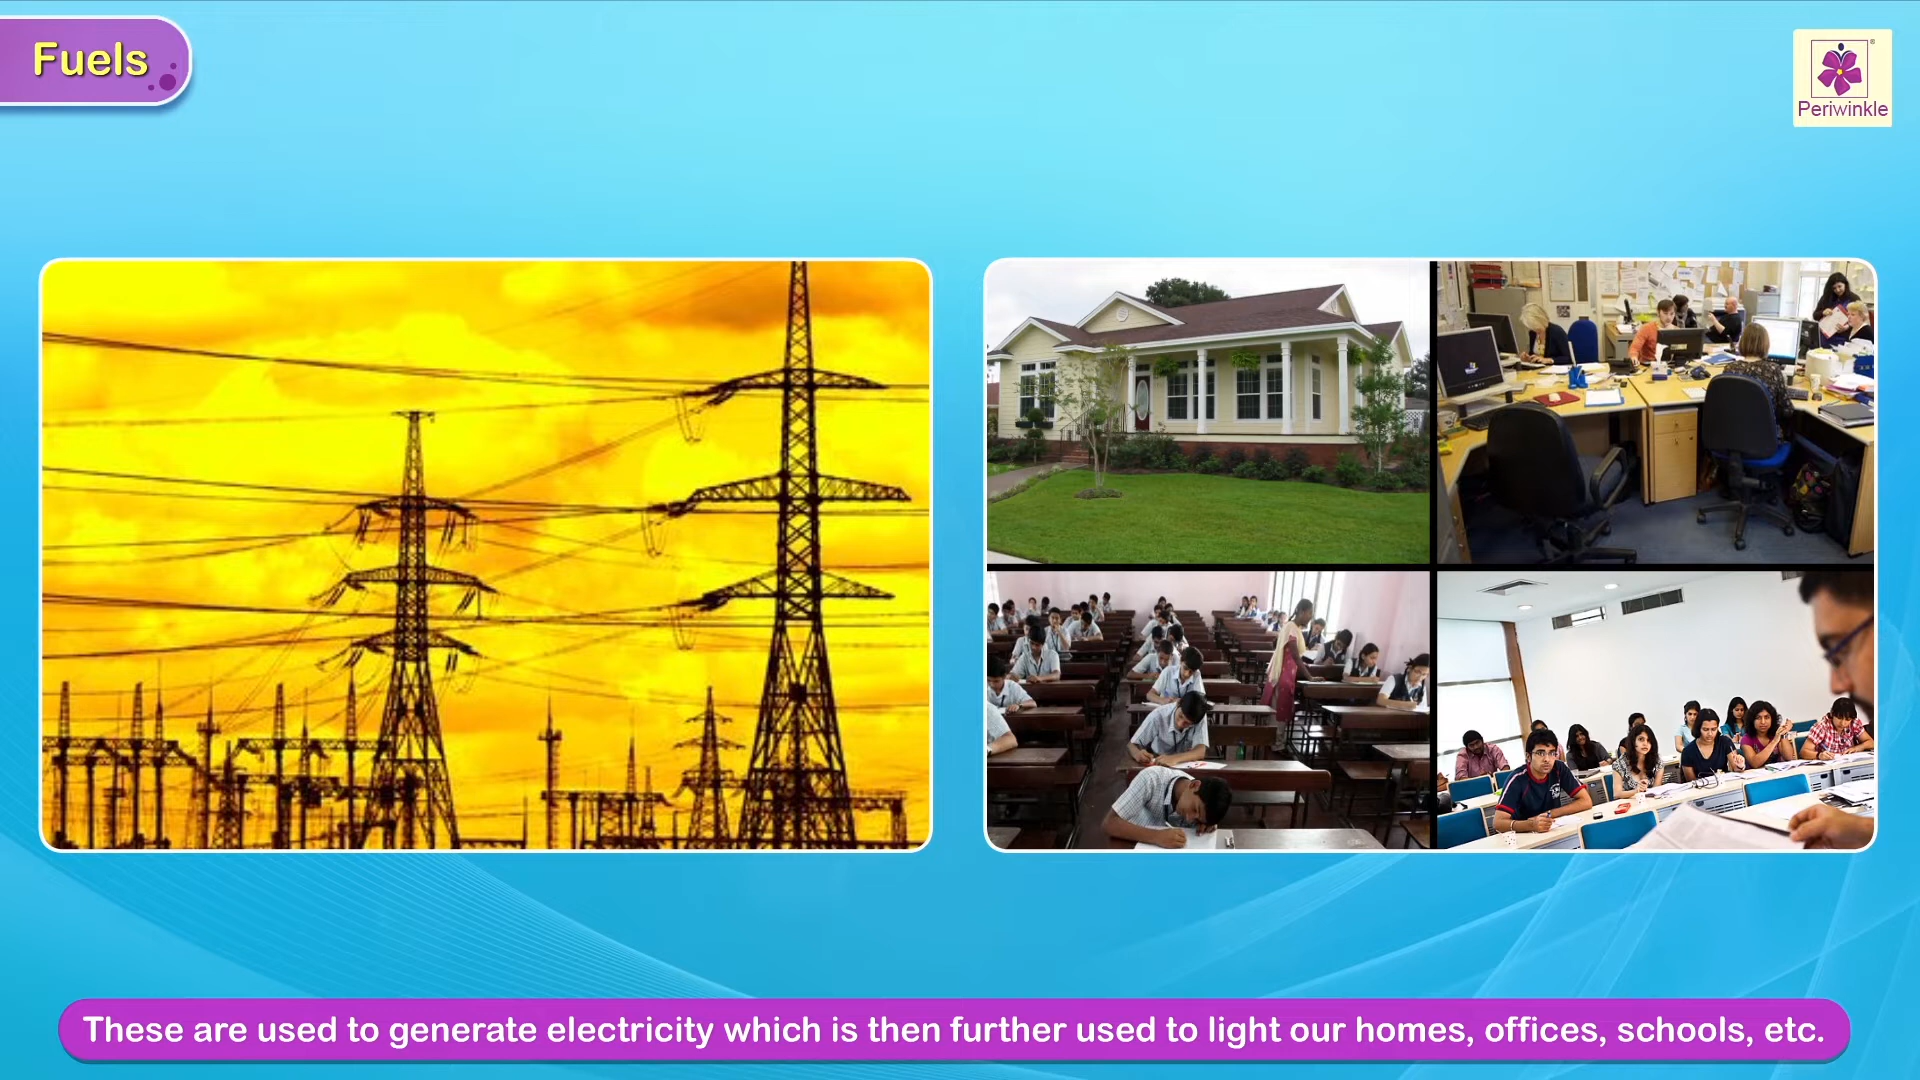 Fuels
Periwinkle
These are used to generate electricity which is then further used to light our homes, offices, schools, etc.